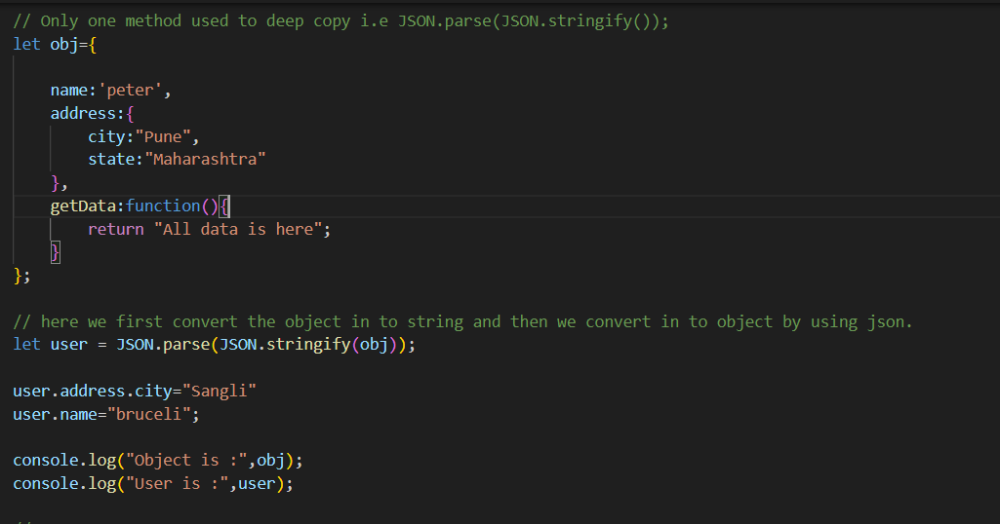 // Only one method used to deep copy i.e JSON.parse(JSON.stringify());
let obj={
name:'peter',
address:{
city:"Pune",
state:"Maharashtra"
},
getData:function(){
return "All data is here";
}
};
// here we first convert the object in to string and then we convert in to object by using json.
let user = JSON.parse(JSON.stringify(obj));
user.address.city="Sangli"
user.name="bruceli";
console.log("Object is :",obj);
console.log("User is :",user);